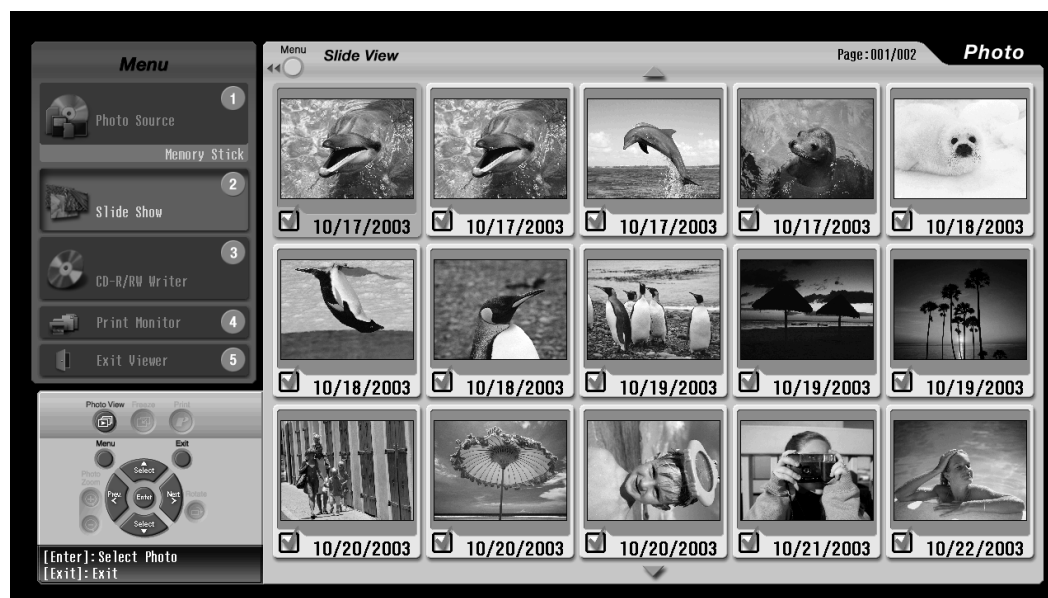 Menu
1
Photo Source
Memory Stick
2
Slide Show
3
CD-R/RW Writer
Print Monitor 4
Exit Viewer 5
Photo View Freeze Print
Menu Exit
Select
Photo Zoom
Prev. Enter Next Rotate
Select
[Enter]: Select Photo
[Exit]: Exit
Menu Slide View Page:001/002 Photo
10/17/2003 10/17/2003 10/17/2003 10/17/2003 10/18/2003
10/18/2003 10/18/2003 10/19/2003 10/19/2003 10/19/2003
10/20/2003 10/20/2003 10/20/2003 10/21/2003 10/22/2003